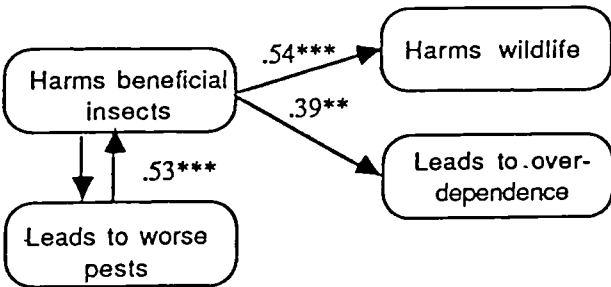 .54***
Harms wildlife
Harms beneficial
insects
.39**
.53***
Leads to over-
dependence
Leads to worse
pests